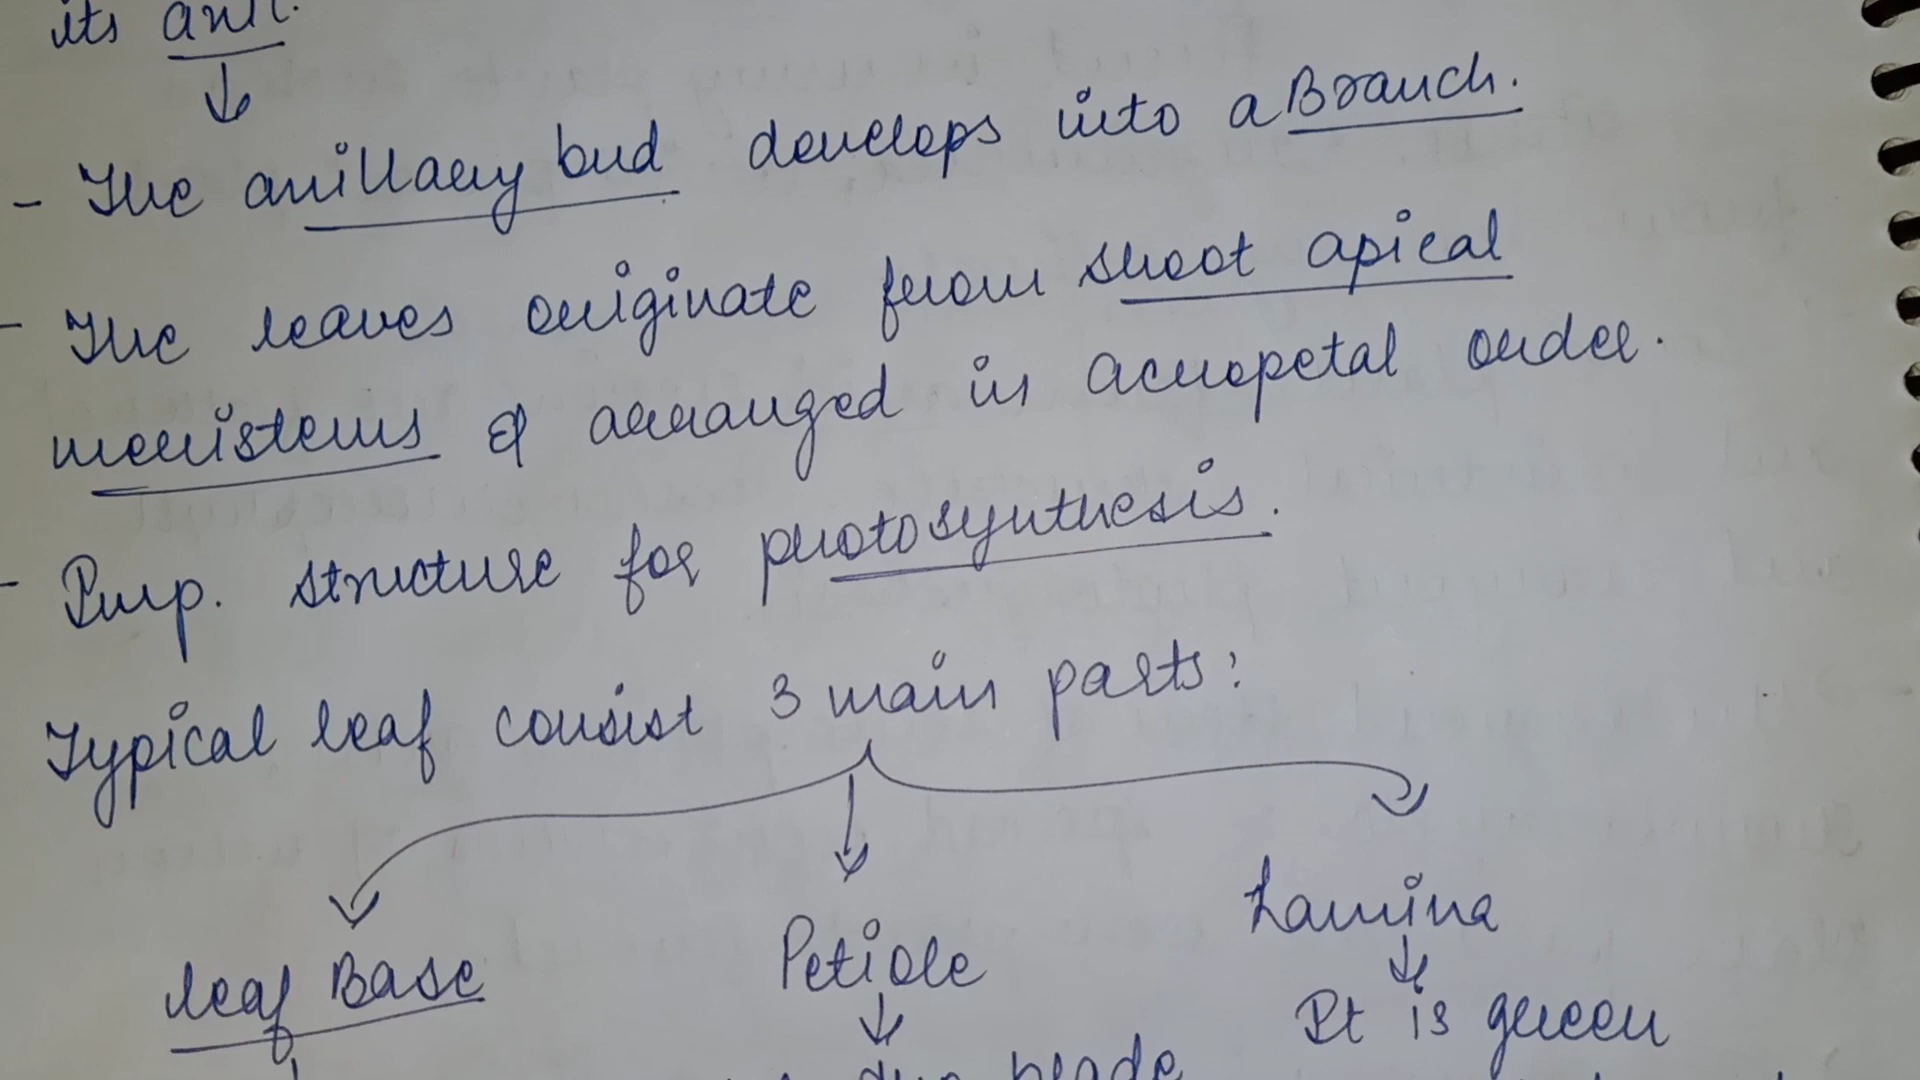 its axil.
↓
- The axillary bud develops into a Branch.
- The leaves originate from shoot apical
meristems & arranged in acropetal order.
- Imp. structure for photosynthesis.
Typical leaf consist 3 main parts:
leaf Base Petiole Lamina
It is green
blade